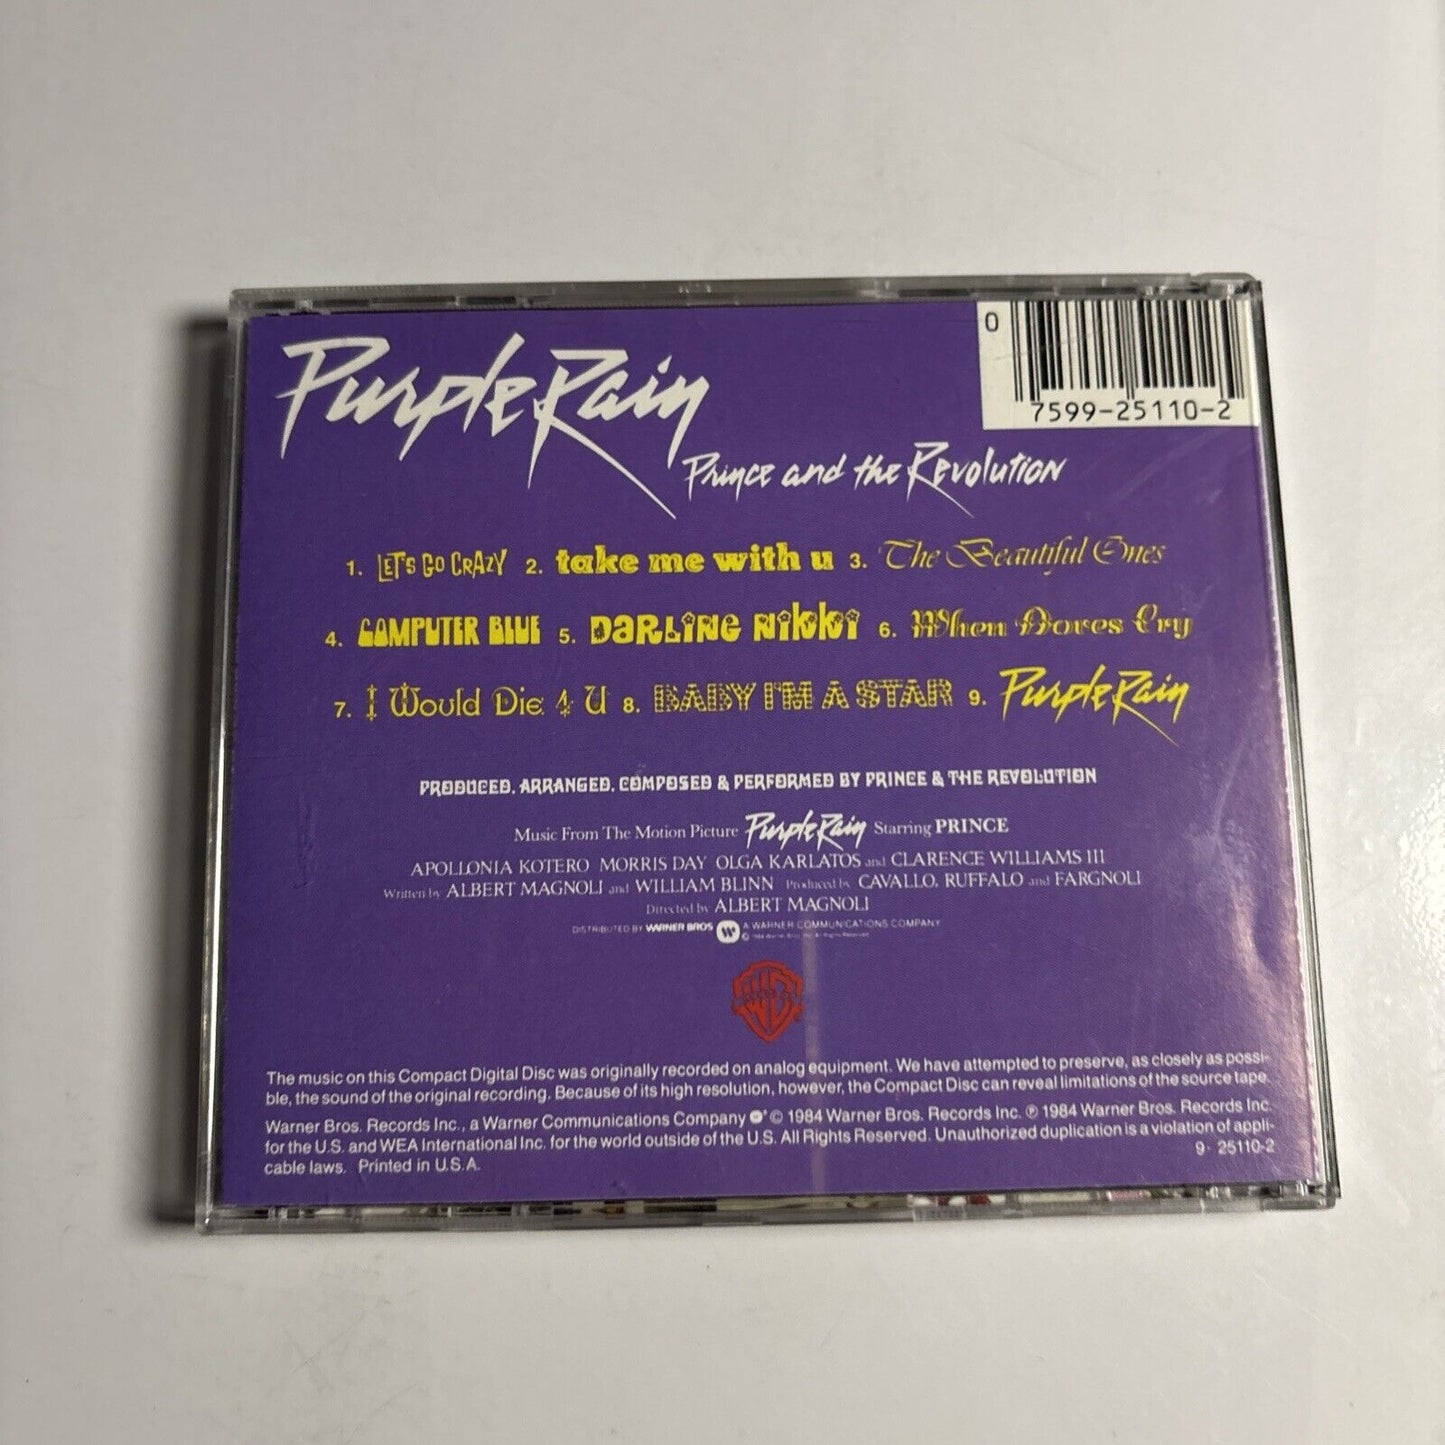 Purple Rain
0
7599-25110-2
Prince and the Revolution
1. LET'S GO CRAZY 2. take me with u 3. The Beautiful Ones
4. COMPUTER BLUE 5. DARLING NIKKI 6. When Doves Cry
7. I Would Die 4 U 8. BABY I'M A STAR 9. Purple Rain
PRODUCED, ARRANGED, COMPOSED & PERFORMED BY PRINCE & THE REVOLUTION
Music From The Motion Picture Purple Rain Starring PRINCE
APOLLONIA KOTERO MORRIS DAY OLGA KARLATOS and CLARENCE WILLIAMS III
Written by ALBERT MAGNOLI and WILLIAM BLINN Produced by CAVALLO, RUFFALO and FARGNOLI
Directed by ALBERT MAGNOLI
DISTRIBUTED BY WARNER BROS A WARNER COMMUNICATIONS COMPANY
© 1984 Warner Bros. Inc. All Rights Reserved
The music on this Compact Digital Disc was originally recorded on analog equipment. We have attempted to preserve, as closely as possi-
ble, the sound of the original recording. Because of its high resolution, however, the Compact Disc can reveal limitations of the source tape.
Warner Bros. Records Inc., a Warner Communications Company © 1984 Warner Bros. Records Inc. ℗ 1984 Warner Bros. Records Inc.
for the U.S. and WEA International Inc. for the world outside of the U.S. All Rights Reserved. Unauthorized duplication is a violation of appli-
cable laws. Printed in U.S.A.
9- 25110-2